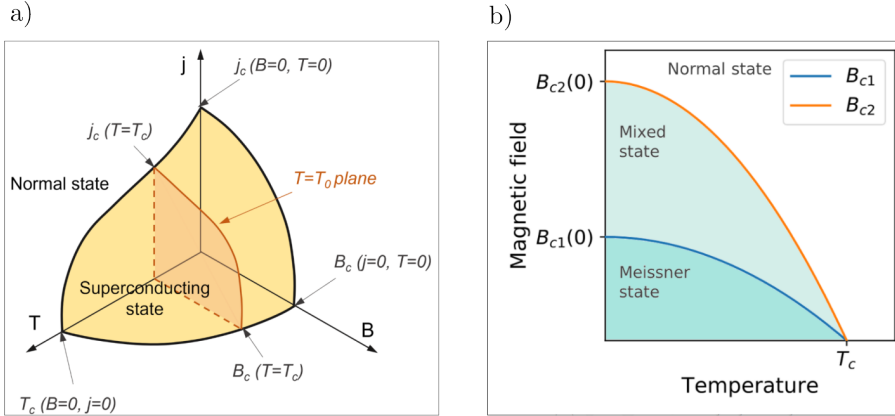 a)
j
j_c (B=0, T=0)
j_c (T=T_c)
Normal state
T=T_0 plane
B_c (j=0, T=0)
Superconducting
state
T
B
B_c (T=T_c)
T_c (B=0, j=0)
b)
Normal state
B_c1
B_c2
B_c2(0)
Mixed
state
B_c1(0)
Meissner
state
Magnetic field
T_c
Temperature